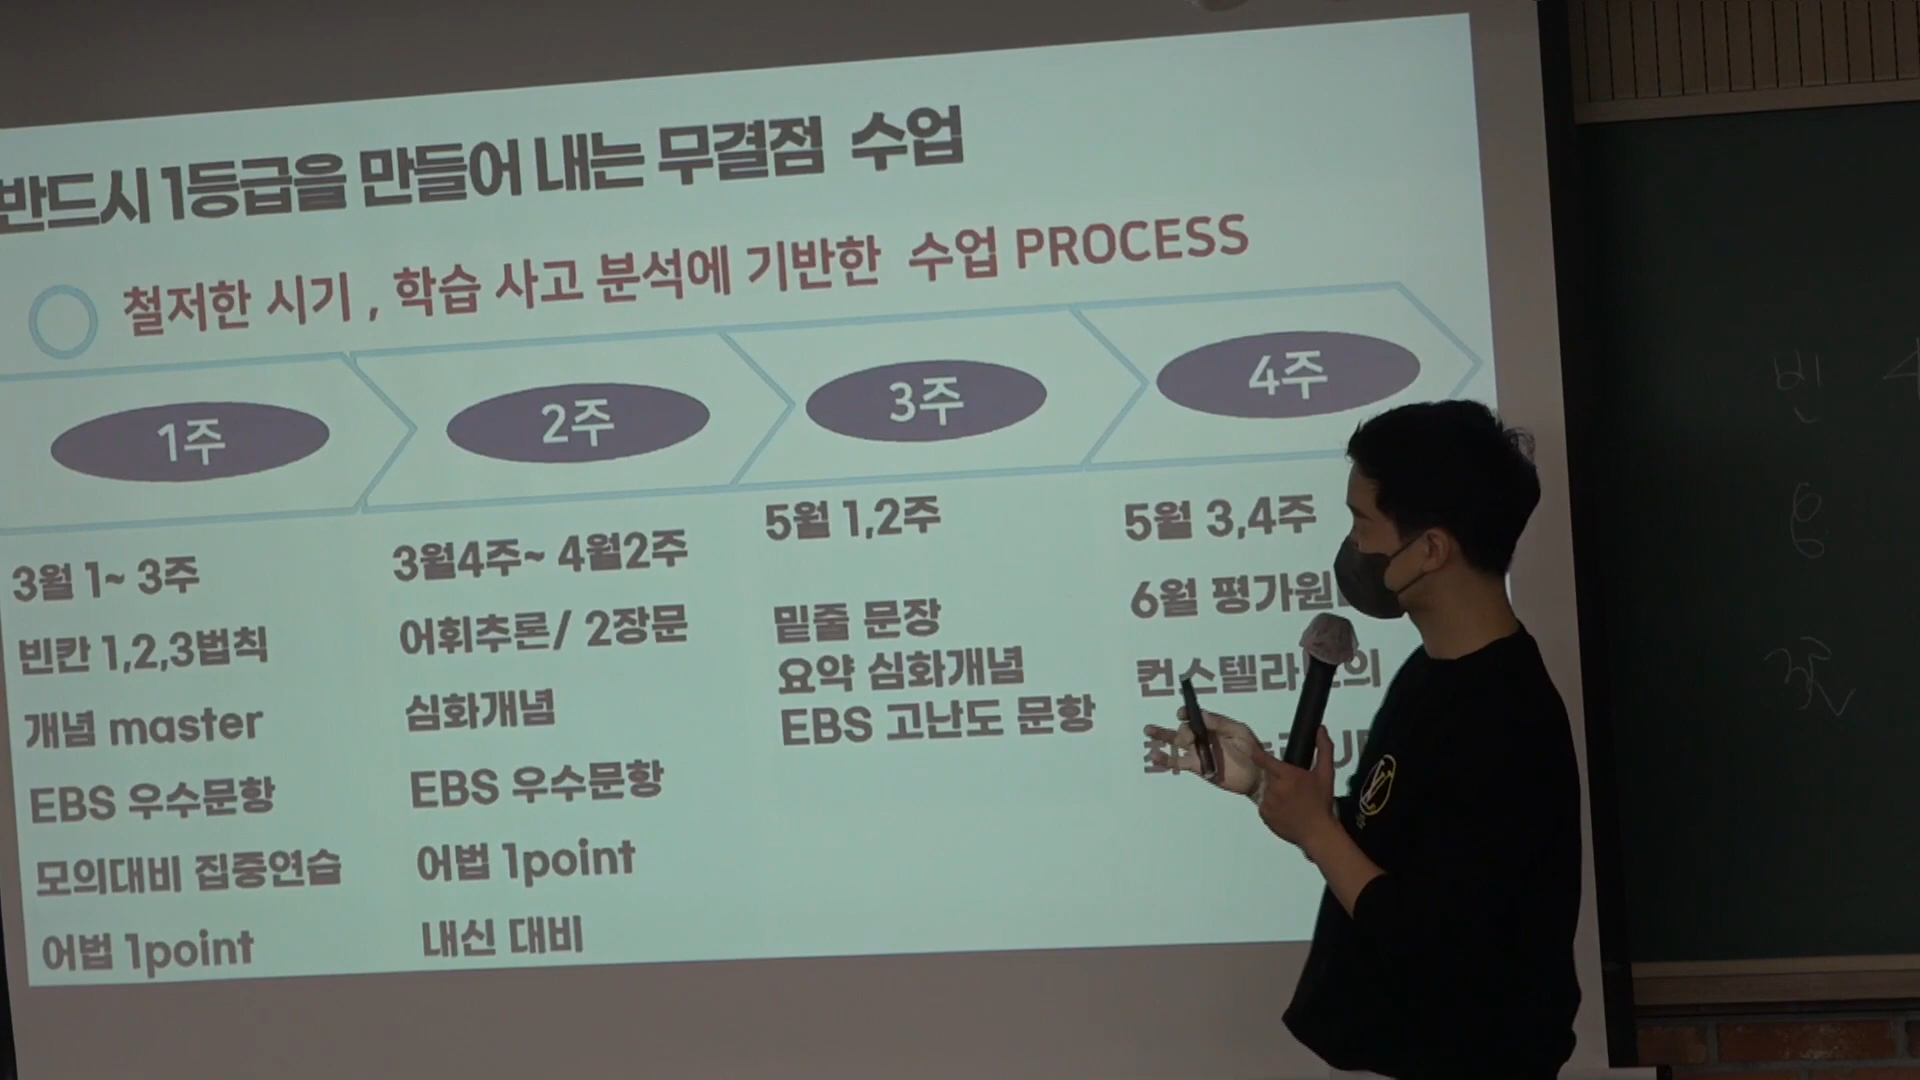 반드시 1등급을 만들어 내는 무결점 수업
철저한 시기 , 학습 사고 분석에 기반한 수업 PROCESS
1주
2주
3주
4주
3월 1~ 3주
빈칸 1,2,3법칙
개념 master
EBS 우수문항
모의대비 집중연습
어법 1point
3월4주~ 4월2주
어휘추론/ 2장문
심화개념
EBS 우수문항
어법 1point
내신 대비
5월 1,2주
밑줄 문장
요약 심화개념
EBS 고난도 문항
5월 3,4주
6월 평가원
빈